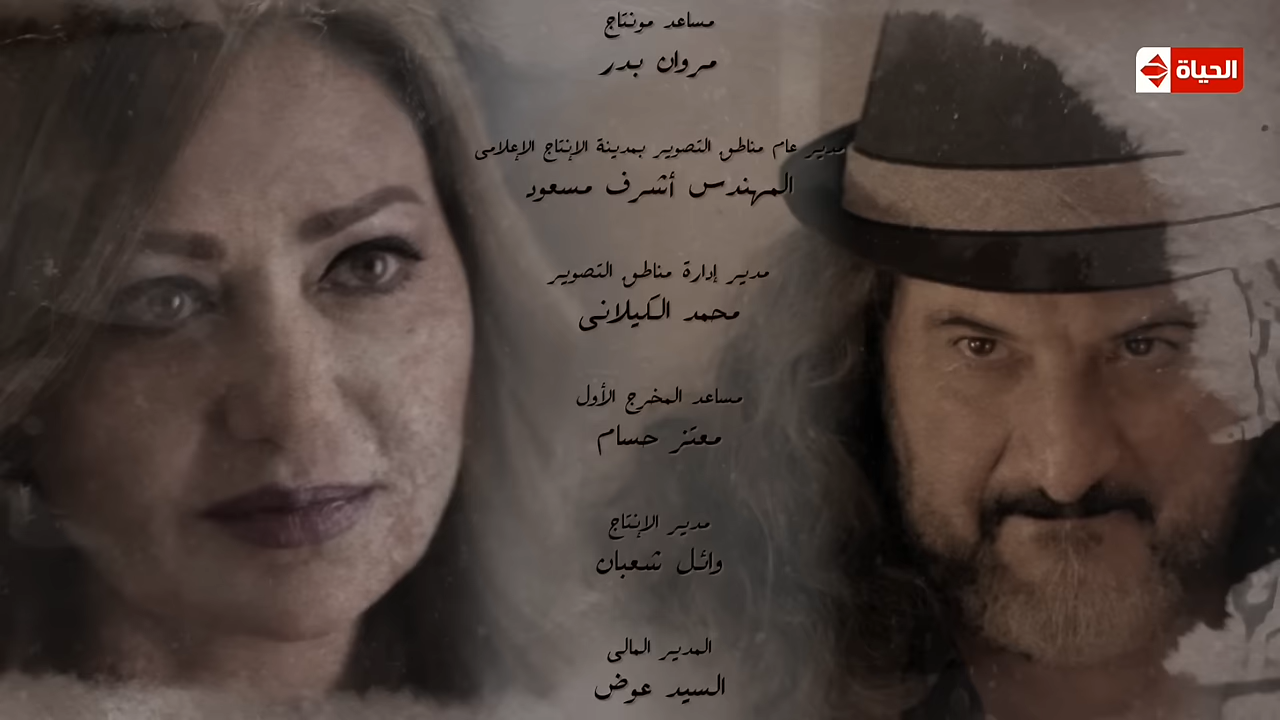 مساعد مونتاج
مروان بدر
الحياة
مدير عام مناطق التصوير بمدينة الإنتاج الإعلامى
المهندس أشرف مسعود
مدير إدارة مناطق التصوير
محمد الكيلانى
مساعد المخرج الأول
معتز حسام
مدير الإنتاج
وائل شعبان
المدير المالى
السيد عوض